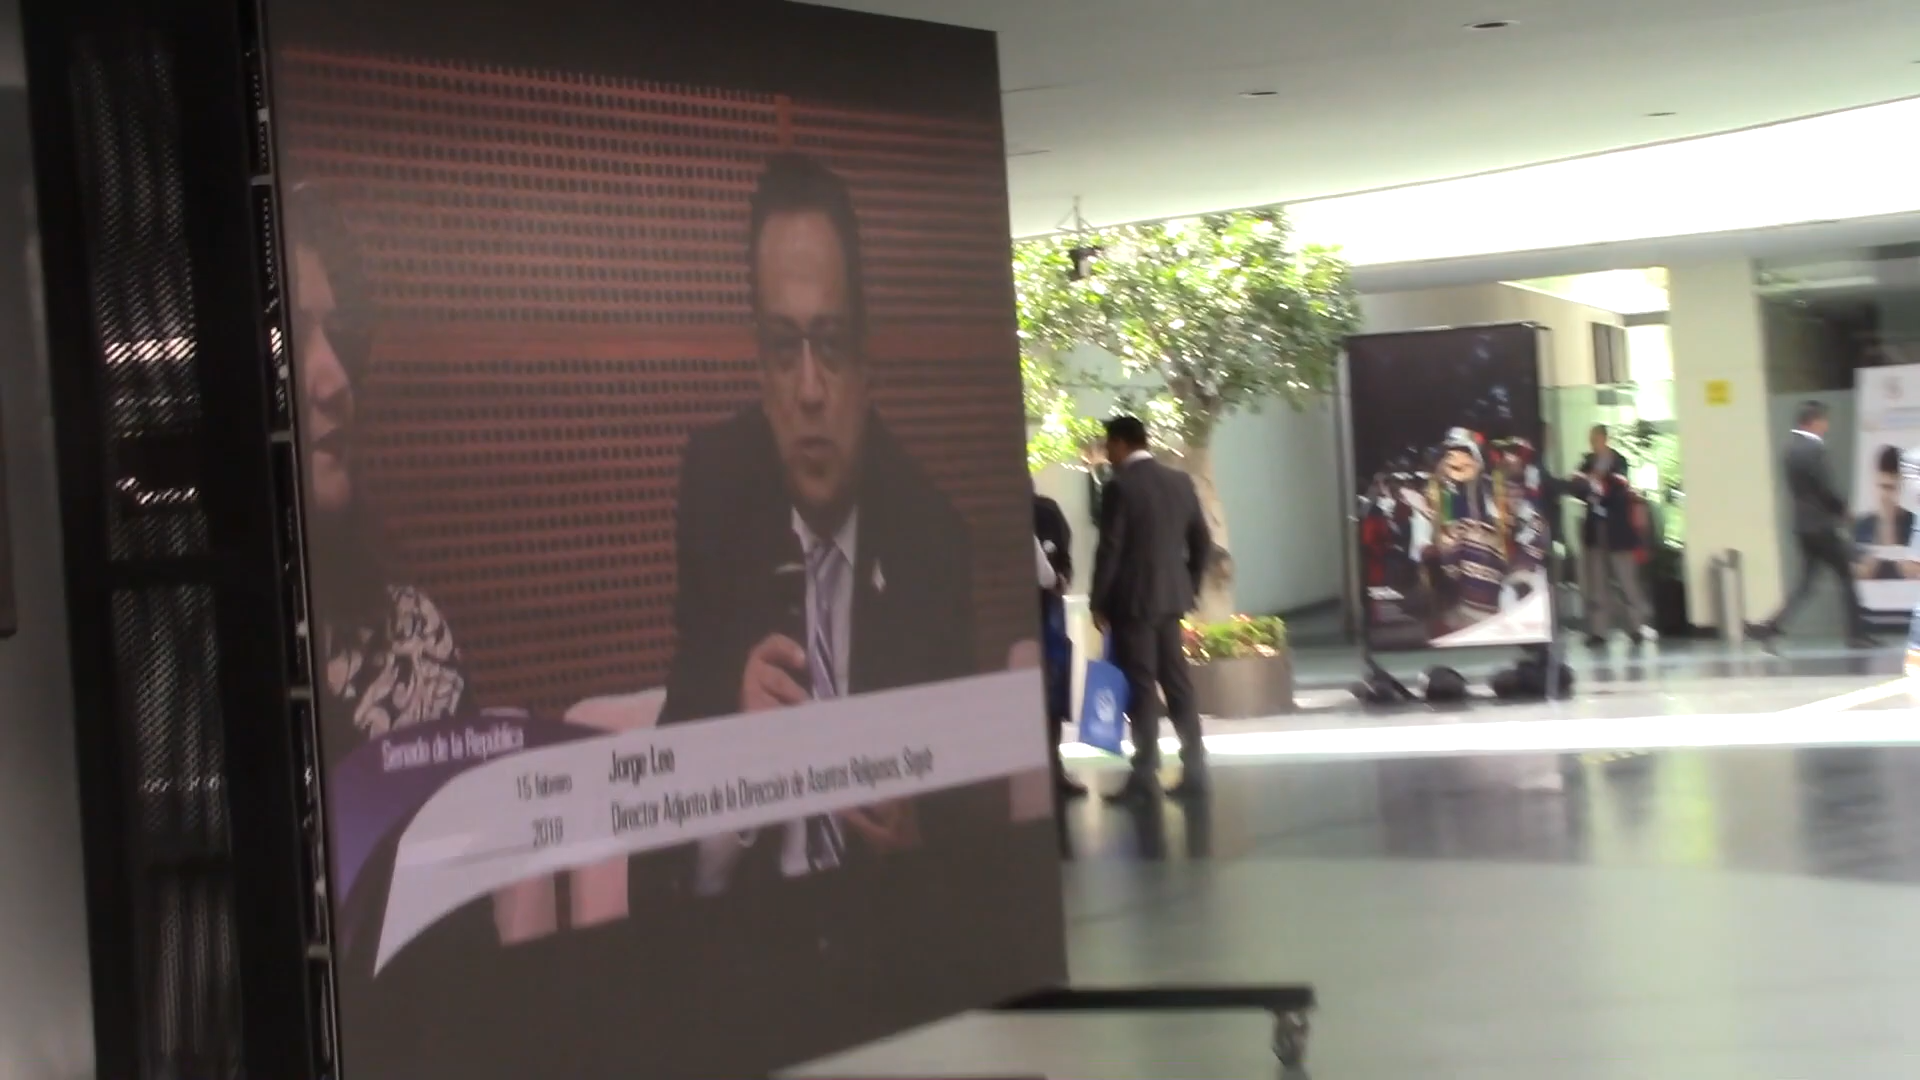 Senado de la República
15 febrero
2019
Jorge Lee
Director Adjunto de la Dirección de Asuntos Religiosos, Segob